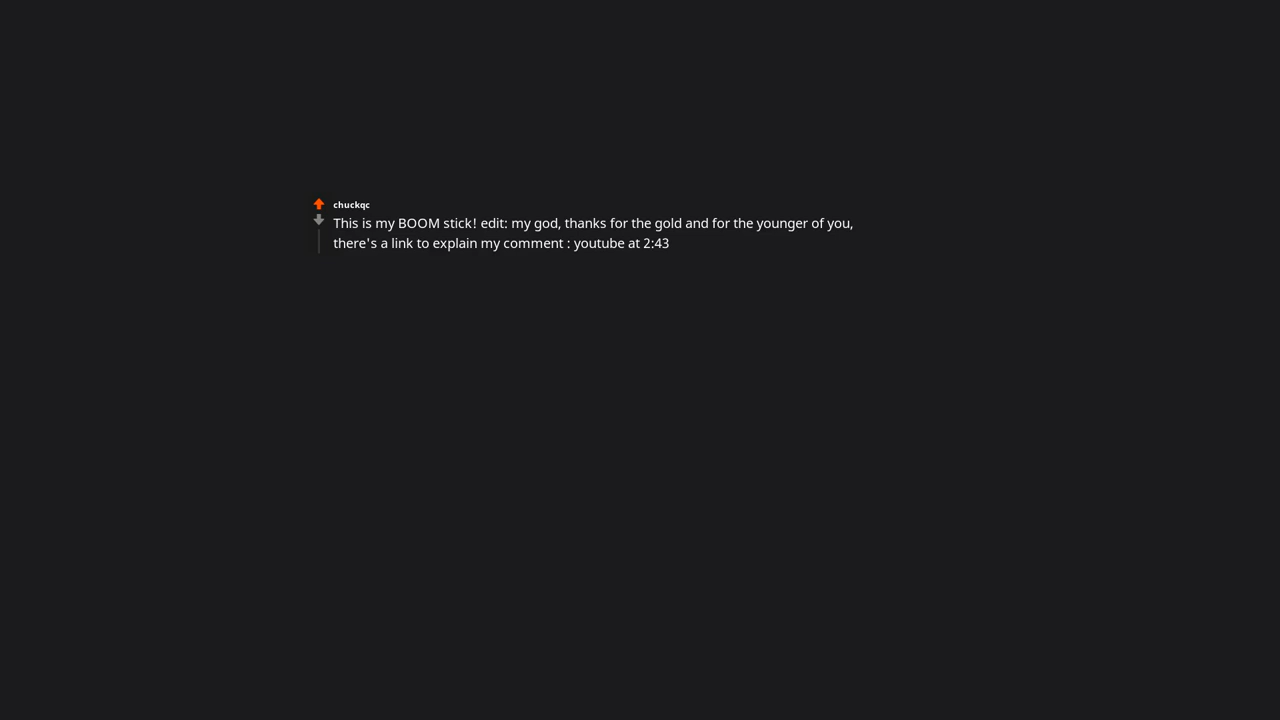 chuckqc
This is my BOOM stick! edit: my god, thanks for the gold and for the younger of you,
there's a link to explain my comment : youtube at 2:43